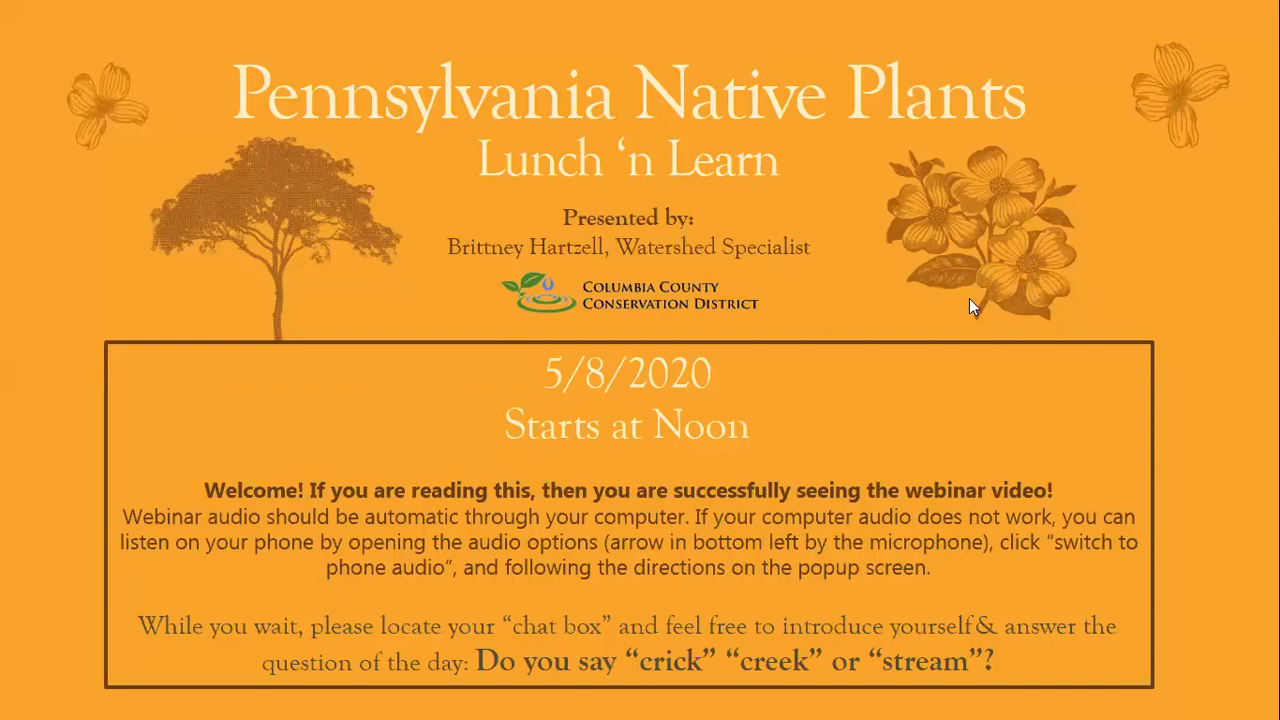 Pennsylvania Native Plants
Lunch ‘n Learn
Presented by:
Brittney Hartzell, Watershed Specialist
COLUMBIA COUNTY
CONSERVATION DISTRICT
5/8/2020
Starts at Noon
Welcome! If you are reading this, then you are successfully seeing the webinar video!
Webinar audio should be automatic through your computer. If your computer audio does not work, you can
listen on your phone by opening the audio options (arrow in bottom left by the microphone), click “switch to
phone audio”, and following the directions on the popup screen.
While you wait, please locate your “chat box” and feel free to introduce yourself & answer the
question of the day: Do you say “crick” “creek” or “stream”?